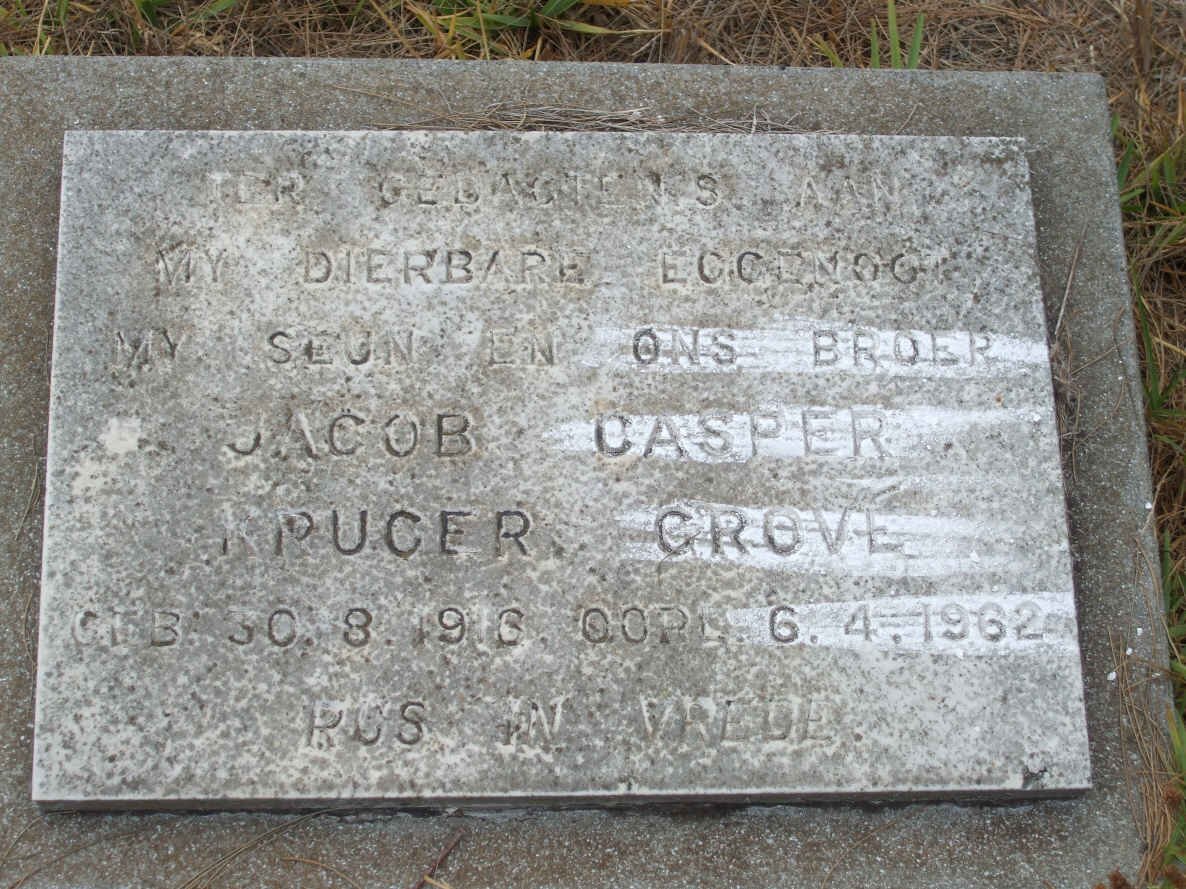 TER GEDAGTENIS AAN
MY DIERBARE EGGENOOT
MY SEUN EN ONS BROER
JACOB CASPER
KRUGER GROVE
GEB. 30. 8. 1916. OORL. 6. 4. 1962
RUS IN VREDE